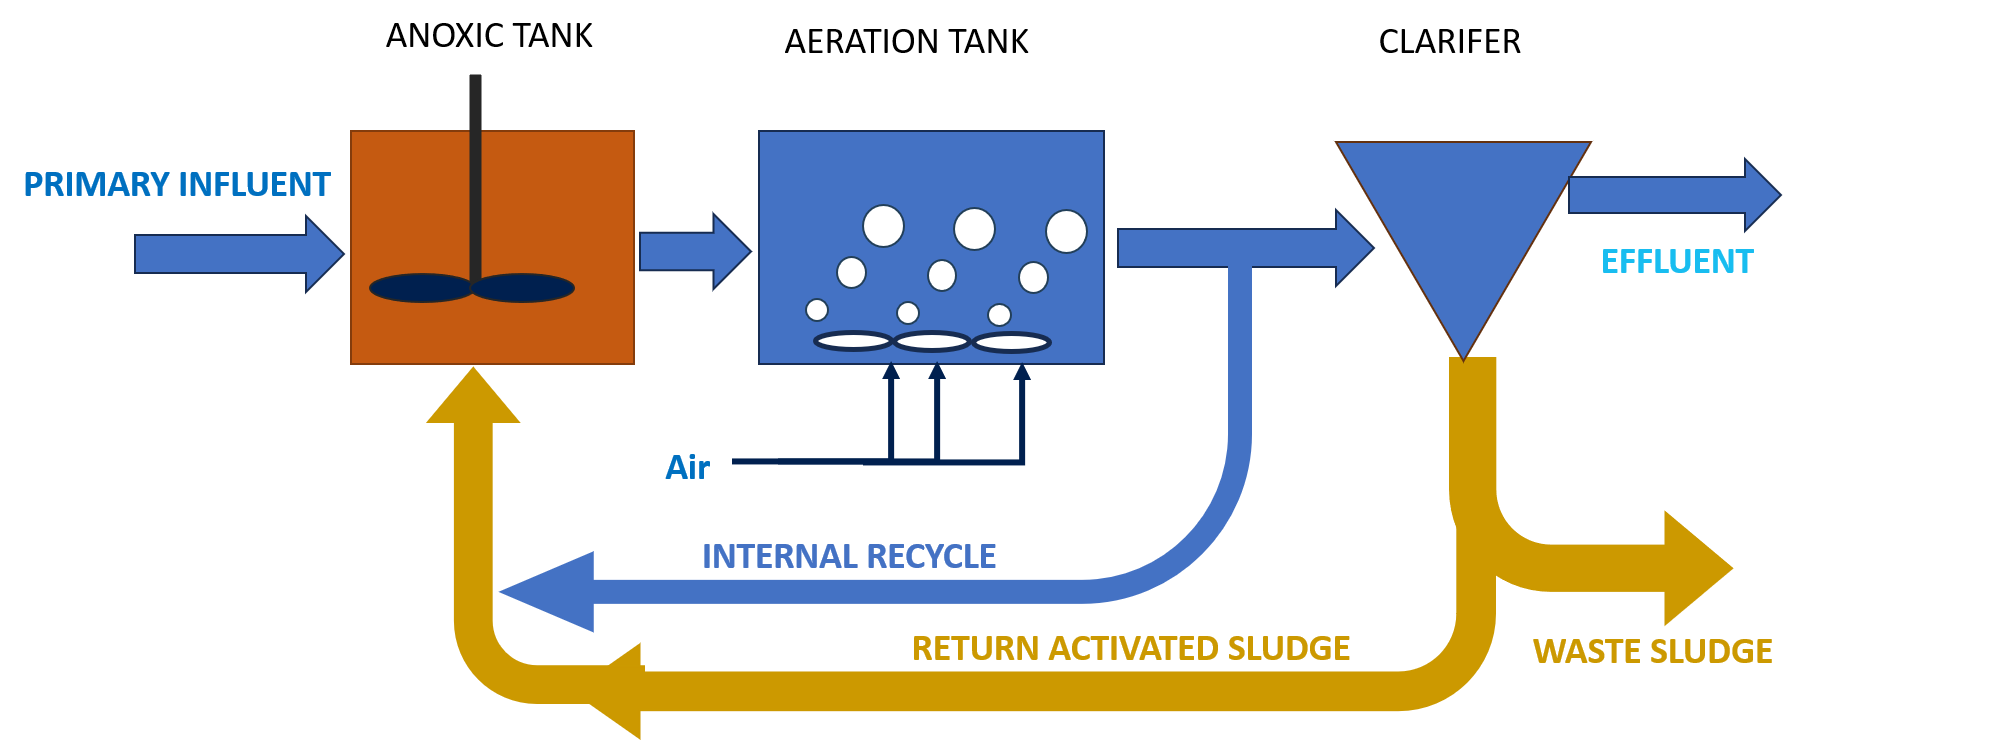 ANOXIC TANK
AERATION TANK
CLARIFER
PRIMARY INFLUENT
EFFLUENT
Air
INTERNAL RECYCLE
RETURN ACTIVATED SLUDGE
WASTE SLUDGE